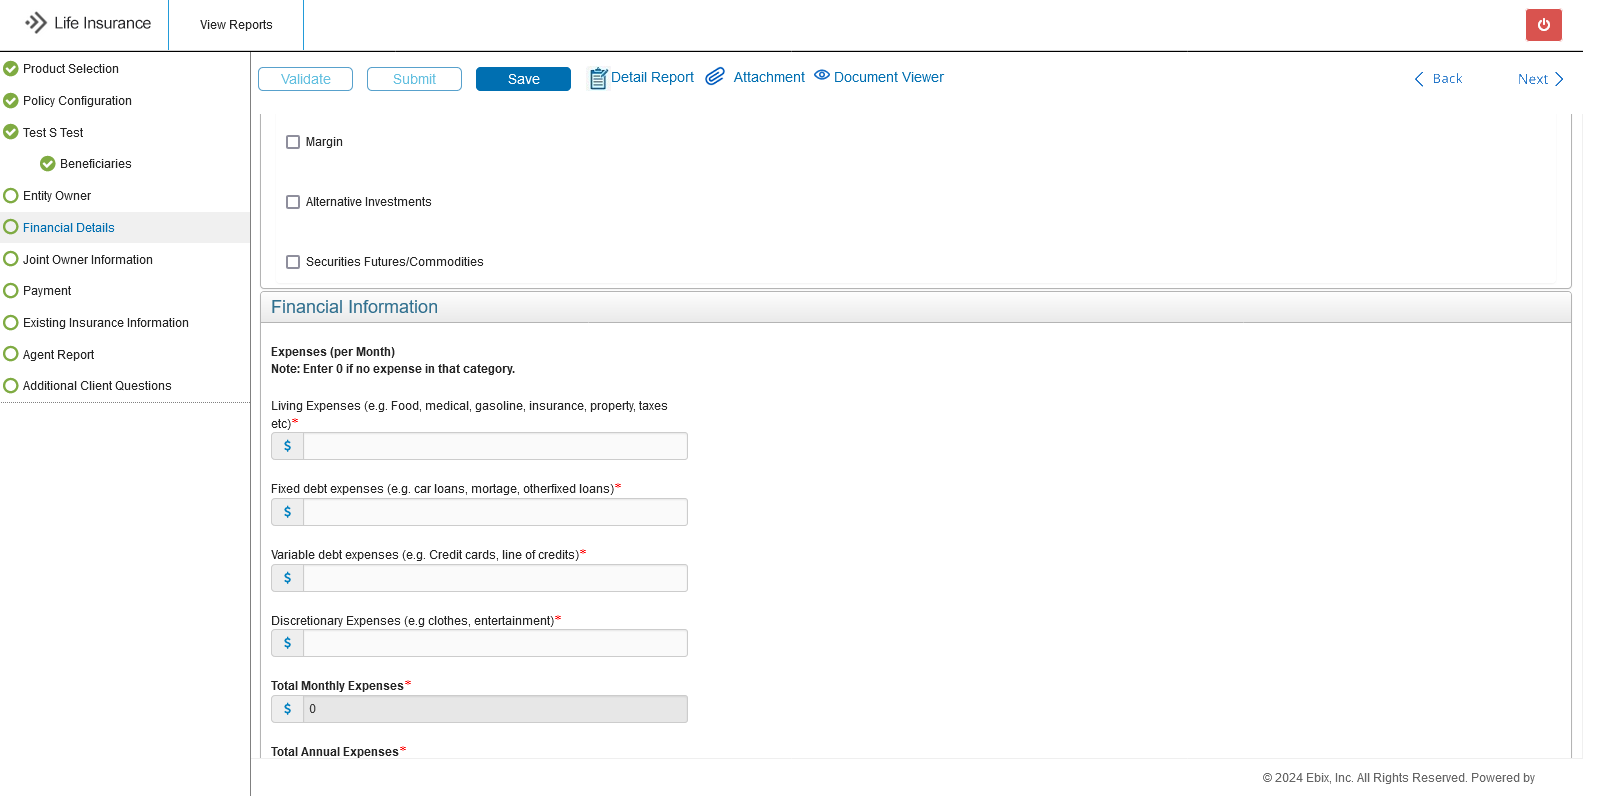 Life Insurance
View Reports
Product Selection
Policy Configuration
Test S Test
Beneficiaries
Entity Owner
Financial Details
Joint Owner Information
Payment
Existing Insurance Information
Agent Report
Additional Client Questions
Validate
Submit
Save
Detail Report
Attachment
Document Viewer
Back
Next
Margin
Alternative Investments
Securities Futures/Commodities
Financial Information
Expenses (per Month)
Note: Enter 0 if no expense in that category.
Living Expenses (e.g. Food, medical, gasoline, insurance, property, taxes
etc)*
$
Fixed debt expenses (e.g. car loans, mortage, otherfixed loans)*
$
Variable debt expenses (e.g. Credit cards, line of credits)*
$
Discretionary Expenses (e.g clothes, entertainment)*
$
Total Monthly Expenses*
$ 0
Total Annual Expenses*
© 2024 Ebix, Inc. All Rights Reserved. Powered by